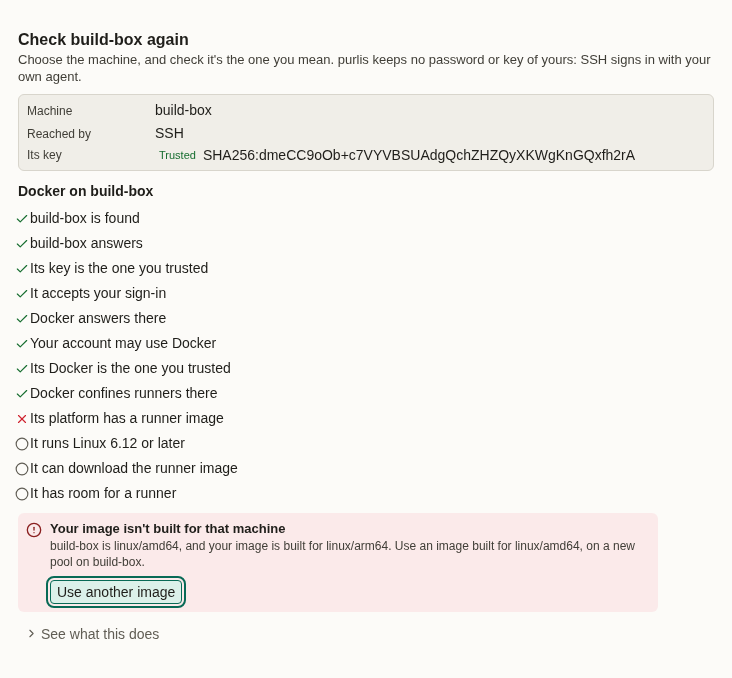 Check build-box again
Choose the machine, and check it's the one you mean. purlis keeps no password or key of yours: SSH signs in with your
own agent.
Machine build-box
Reached by SSH
Its key Trusted SHA256:dmeCC9oOb+c7VYVBSUAdgQchZHZQyXKWgKnGQxfh2rA
Docker on build-box
build-box is found
build-box answers
Its key is the one you trusted
It accepts your sign-in
Docker answers there
Your account may use Docker
Its Docker is the one you trusted
Docker confines runners there
Its platform has a runner image
It runs Linux 6.12 or later
It can download the runner image
It has room for a runner
Your image isn't built for that machine
build-box is linux/amd64, and your image is built for linux/arm64. Use an image built for linux/amd64, on a new
pool on build-box.
Use another image
See what this does